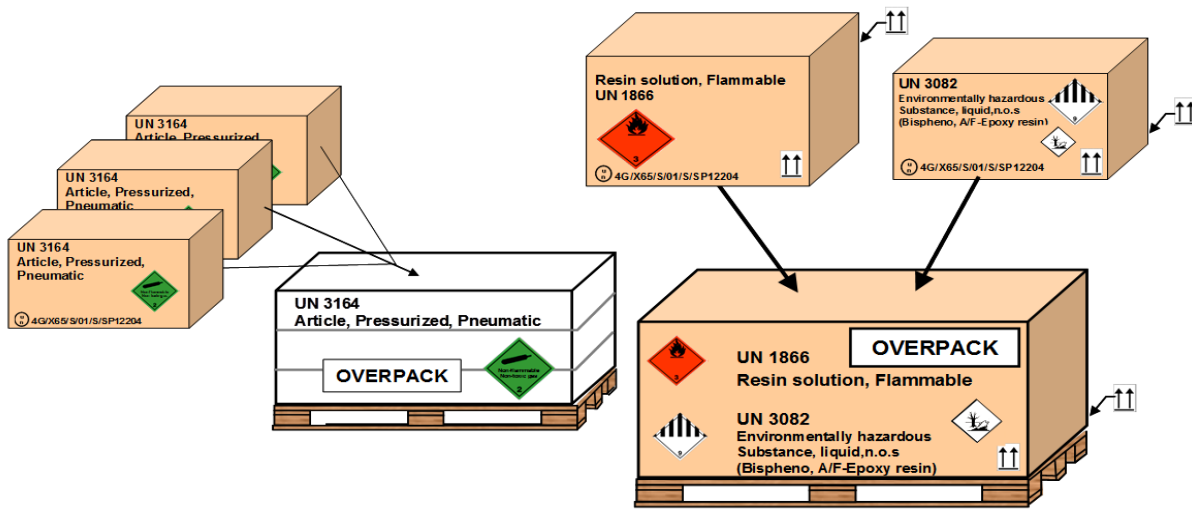 UN 3164
Article, Pressurized,
UN 3164
Article, Pressurized,
Pneumatic
UN 3164
Article, Pressurized,
Pneumatic
2
4G/X65/S/01/S/SP12204
UN 3164
Article, Pressurized, Pneumatic
OVERPACK
Non-flammable
Non-toxic gas
2
Resin solution, Flammable
UN 1866
3
UN
4G/X65/S/01/S/SP12204
UN 3082
Environmentally hazardous
Substance, liquid,n.o.s
(Bispheno, A/F-Epoxy resin)
9
4G/X65/S/01/S/SP12204
OVERPACK
3
UN 1866
Resin solution, Flammable
UN 3082
Environmentally hazardous
Substance, liquid,n.o.s
(Bispheno, A/F-Epoxy resin)
9